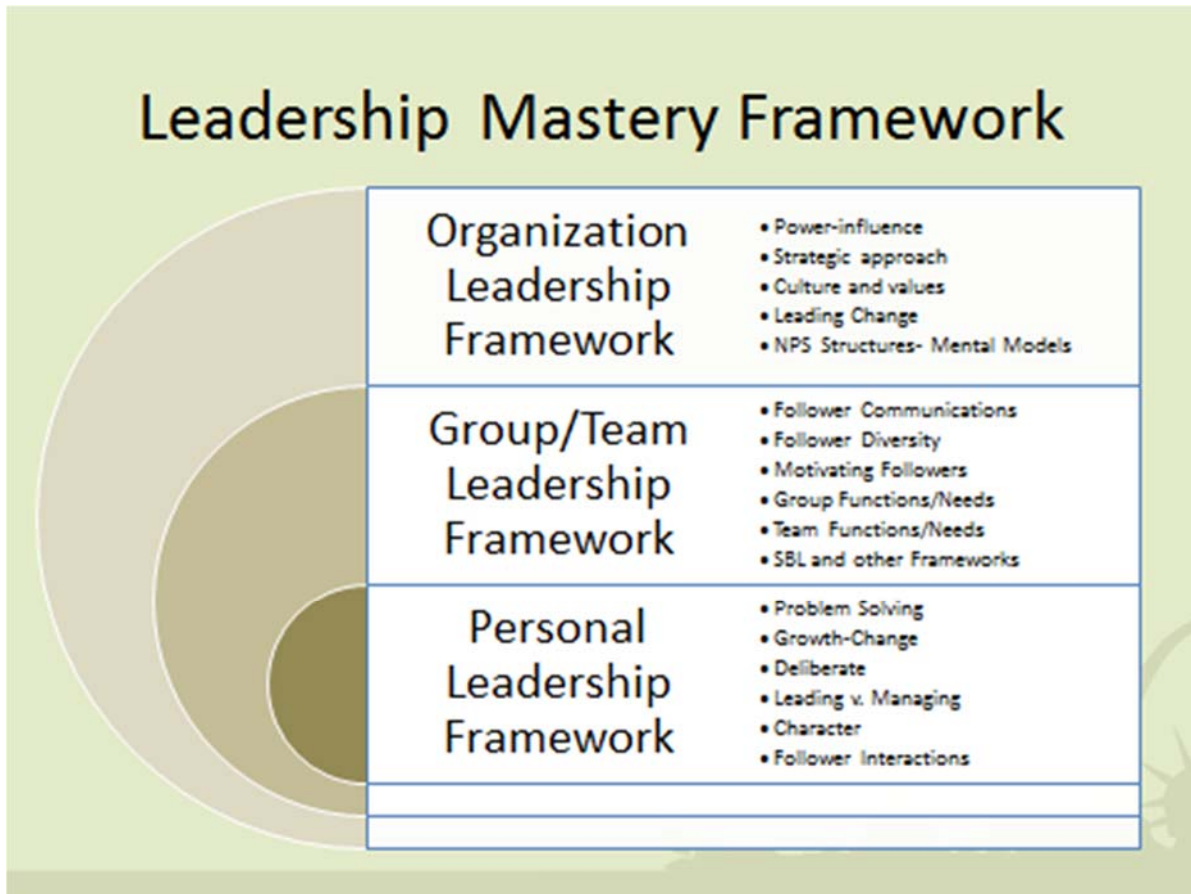 Leadership Mastery Framework
Organization
Leadership
Framework
• Power-influence
• Strategic approach
• Culture and values
• Leading Change
• NPS Structures- Mental Models
Group/Team
Leadership
Framework
• Follower Communications
• Follower Diversity
• Motivating Followers
• Group Functions/Needs
• Team Functions/Needs
• SBL and other Frameworks
Personal
Leadership
Framework
• Problem Solving
• Growth-Change
• Deliberate
• Leading v. Managing
• Character
• Follower Interactions